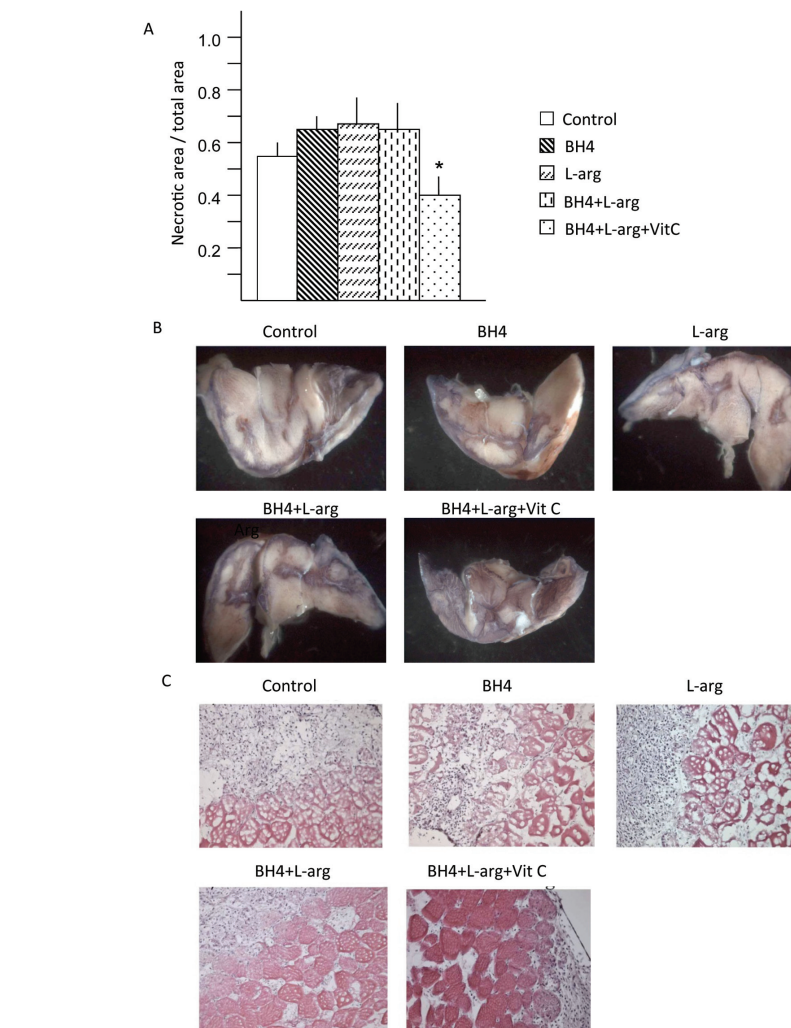 A
Necrotic area / total area
1.0
0.8
0.6
0.4
0.2
*
Control
BH4
L-arg
BH4+L-arg
BH4+L-arg+VitC
B
Control BH4 L-arg
BH4+L-arg BH4+L-arg+Vit C
Arg
C
Control BH4 L-arg
BH4+L-arg BH4+L-arg+Vit C